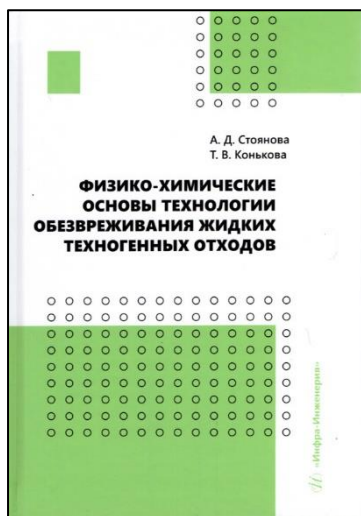 А. Д. Стоянова
Т. В. Конькова
ФИЗИКО-ХИМИЧЕСКИЕ
ОСНОВЫ ТЕХНОЛОГИИ
ОБЕЗВРЕЖИВАНИЯ ЖИДКИХ
ТЕХНОГЕННЫХ ОТХОДОВ
«Инфра-Инженерия»